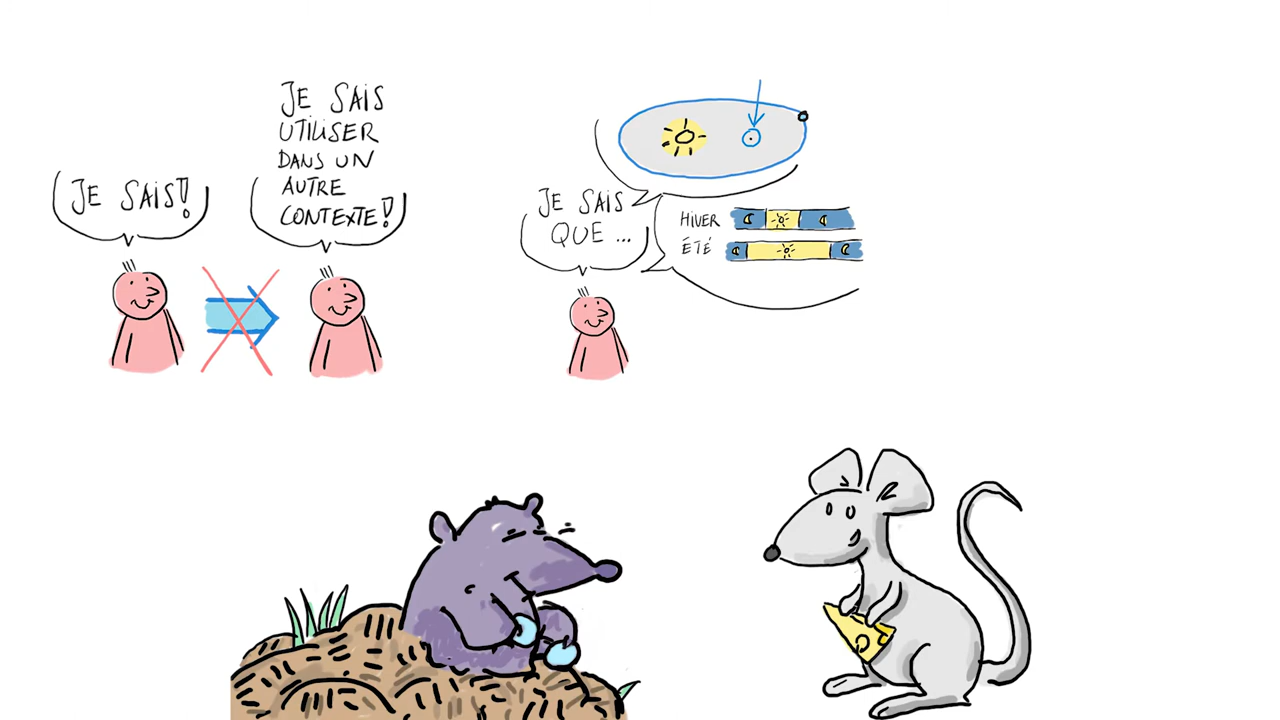 JE SAIS!
JE SAIS
UTILISER
DANS UN
AUTRE
CONTEXTE!
JE SAIS
QUE ...
HIVER
ÉTÉ